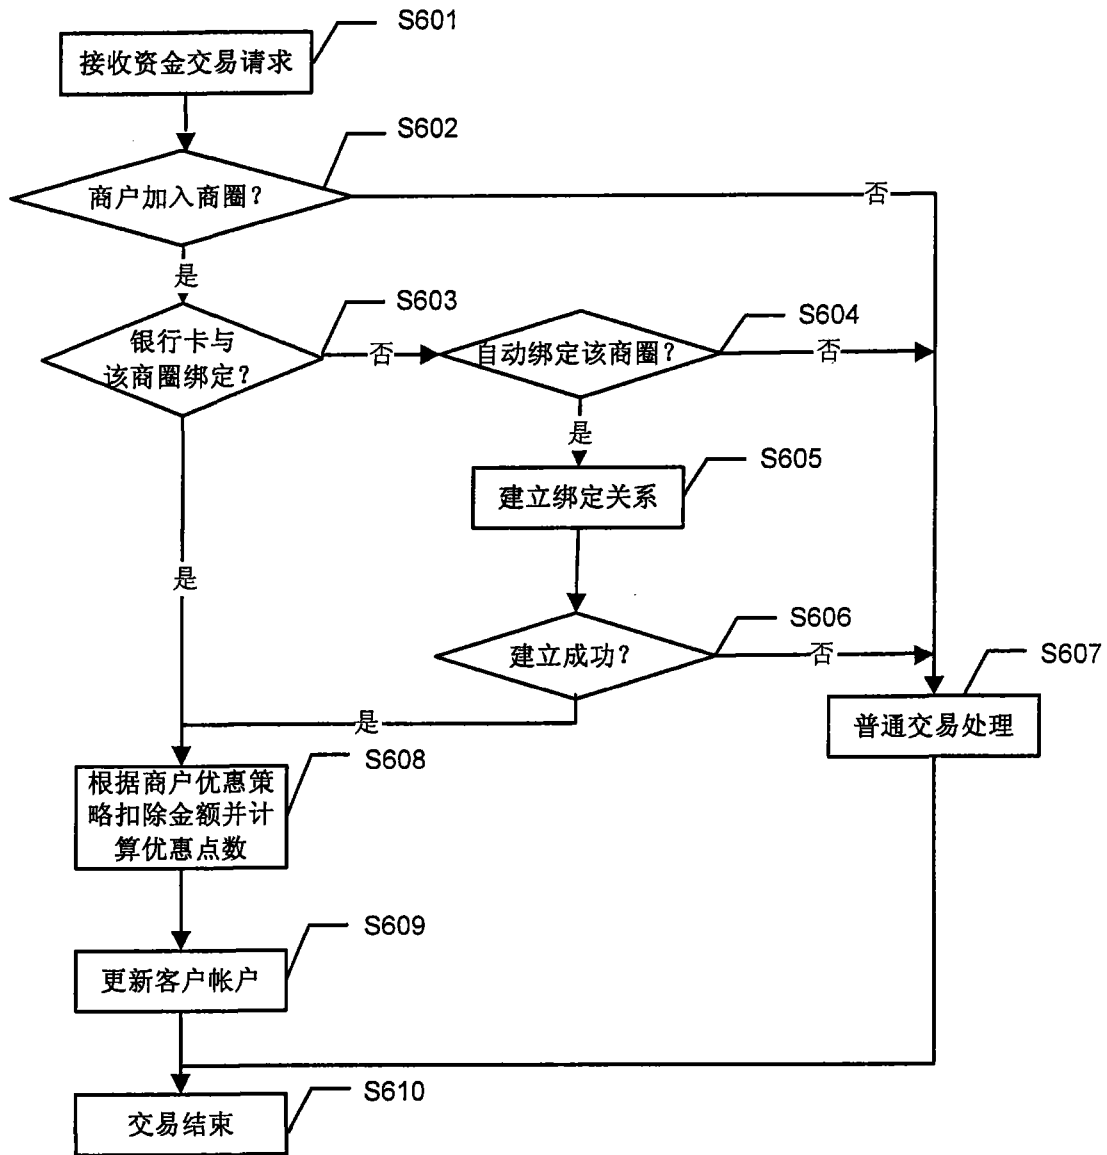 S601
接收资金交易请求
S602
商户加入商圈?
否
是
S603
银行卡与
该商圈绑定?
否
S604
自动绑定该商圈?
否
是
S605
建立绑定关系
是
S606
建立成功?
否
S607
普通交易处理
是
S608
根据商户优惠策
略扣除金额并计
算优惠点数
S609
更新客户帐户
S610
交易结束